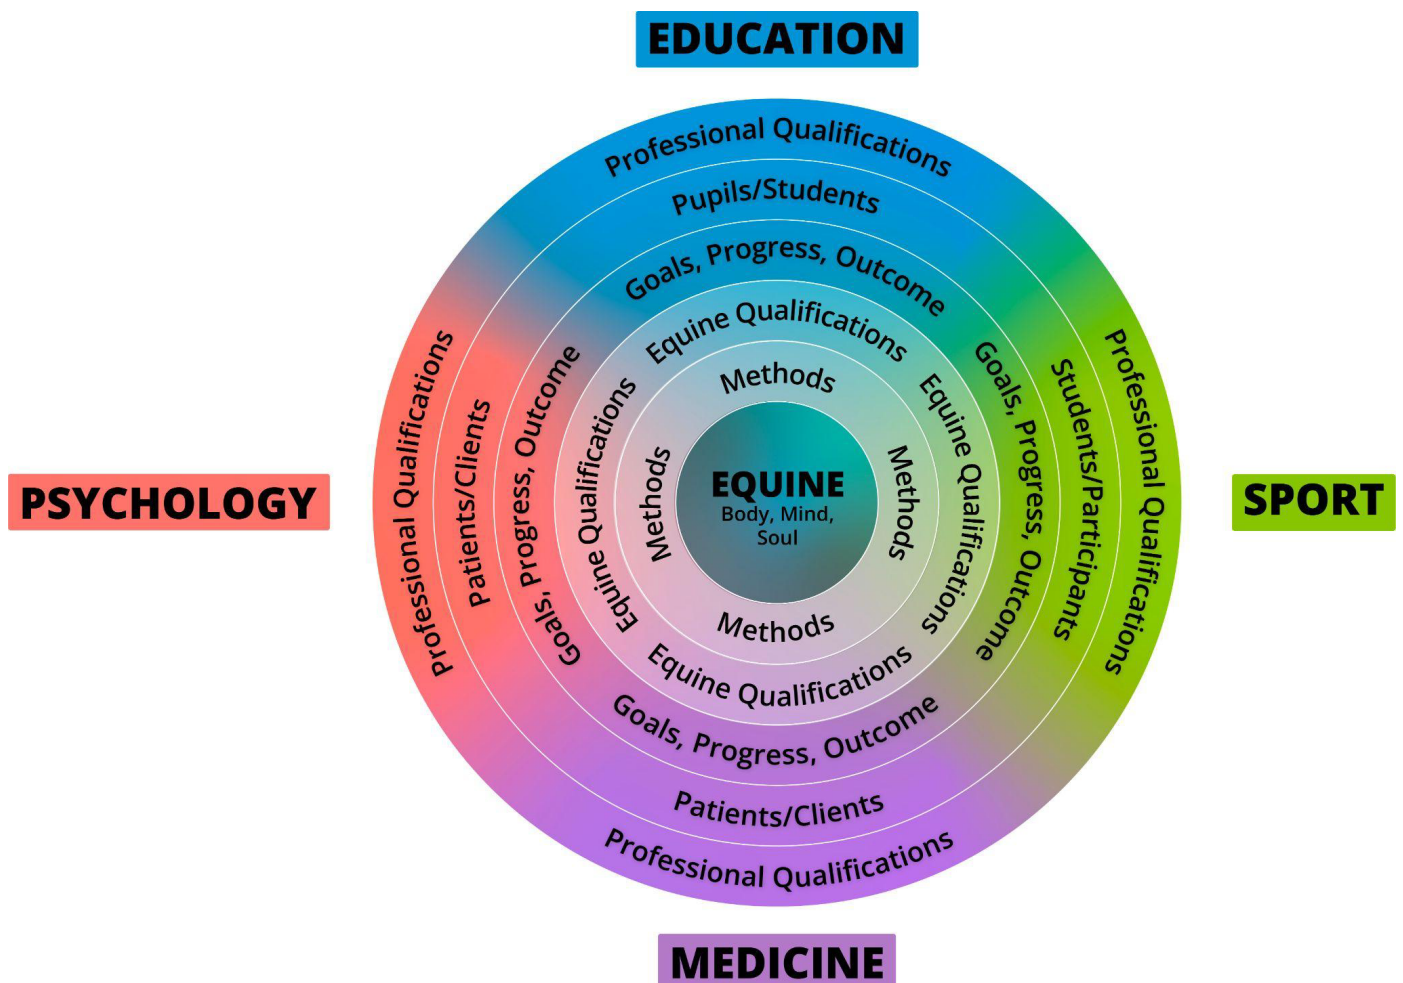 EDUCATION
Professional Qualifications
Pupils/Students
Goals, Progress, Outcome
Equine Qualifications
Methods
PSYCHOLOGY
Professional Qualifications
Patients/Clients
Goals, Progress, Outcome
Equine Qualifications
Methods
EQUINE
Body, Mind,
Soul
Methods
Equine Qualifications
Goals, Progress, Outcome
Students/Participants
Professional Qualifications
SPORT
Methods
Equine Qualifications
Goals, Progress, Outcome
Patients/Clients
Professional Qualifications
MEDICINE